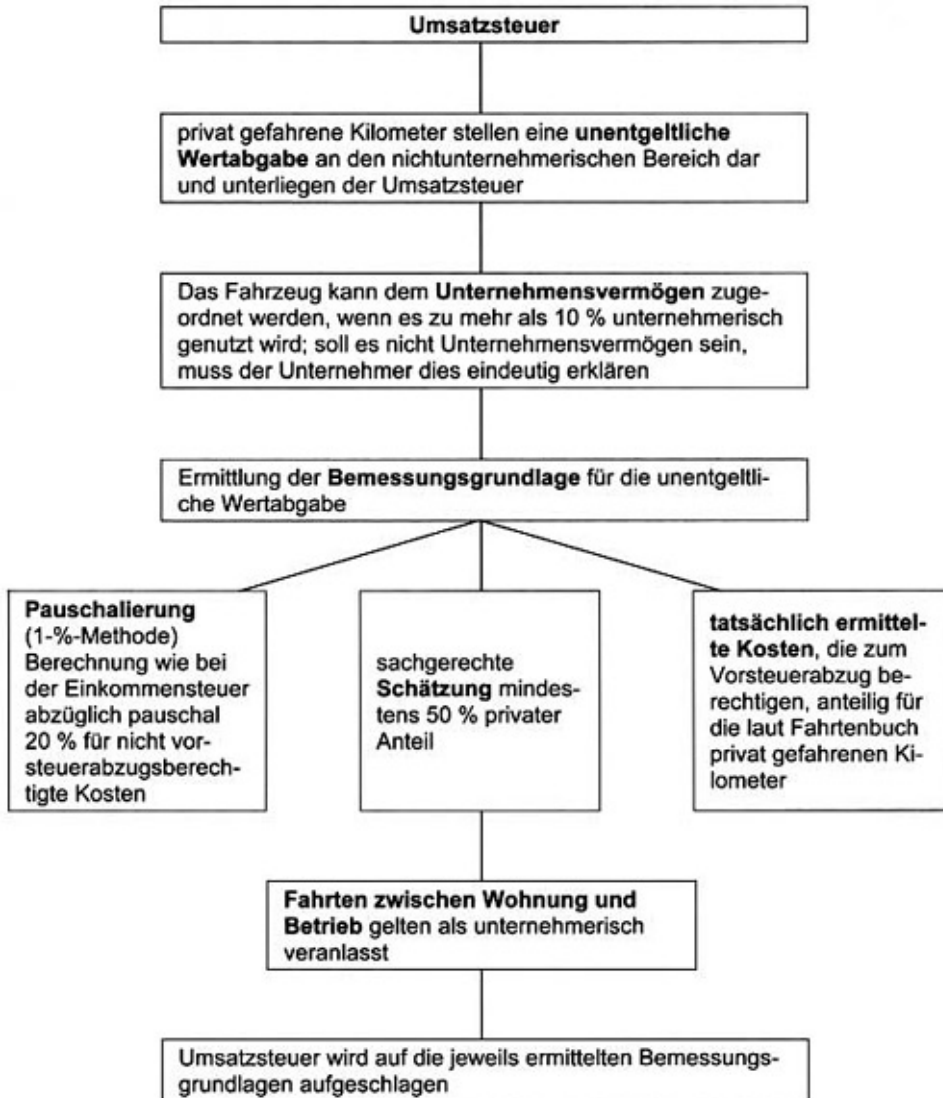 Umsatzsteuer
privat gefahrene Kilometer stellen eine unentgeltliche
Wertabgabe an den nichtunternehmerischen Bereich dar
und unterliegen der Umsatzsteuer
Das Fahrzeug kann dem Unternehmensvermögen zuge-
ordnet werden, wenn es zu mehr als 10 % unternehmerisch
genutzt wird; soll es nicht Unternehmensvermögen sein,
muss der Unternehmer dies eindeutig erklären
Ermittlung der Bemessungsgrundlage für die unentgeltli-
che Wertabgabe
Pauschalierung
(1-%-Methode)
Berechnung wie bei
der Einkommensteuer
abzüglich pauschal
20 % für nicht vor-
steuerabzugsberech-
tigte Kosten
sachgerechte
Schätzung mindes-
tens 50 % privater
Anteil
tatsächlich ermittel-
te Kosten, die zum
Vorsteuerabzug be-
rechtigen, anteilig für
die laut Fahrtenbuch
privat gefahrenen Ki-
lometer
Fahrten zwischen Wohnung und
Betrieb gelten als unternehmerisch
veranlasst
Umsatzsteuer wird auf die jeweils ermittelten Bemessungs-
grundlagen aufgeschlagen